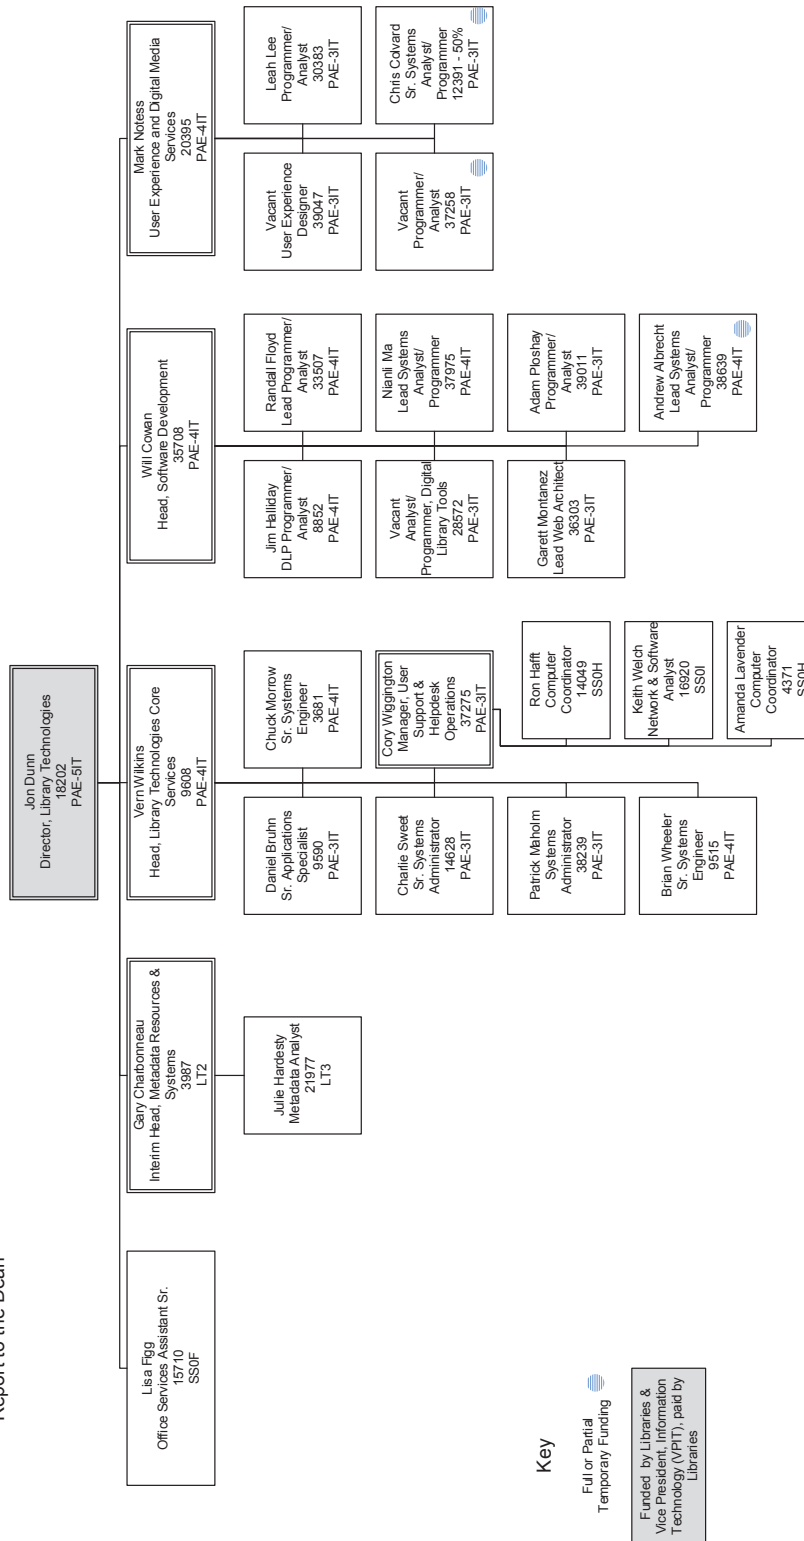 Report to the Dean
Jon Dunn
Director, Library Technologies
18202
PAE-5IT
Lisa Figg
Office Services Assistant Sr.
15710
SS0F
Gary Charbonneau
Interim Head, Metadata Resources &
Systems
3987
LT2
Julie Hardesty
Metadata Analyst
21977
LT3
Vern Wilkins
Head, Library Technologies Core
Services
9608
PAE-4IT
Daniel Bruhn
Sr. Applications
Specialist
9590
PAE-3IT
Chuck Morrow
Sr. Systems
Engineer
3681
PAE-4IT
Charlie Sweet
Sr. Systems
Administrator
14628
PAE-3IT
Cory Wiggington
Manager, User
Support &
Helpdesk
Operations
37275
PAE-3IT
Patrick Maholm
Systems
Administrator
38239
PAE-3IT
Ron Hafft
Computer
Coordinator
14049
SS0H
Brian Wheeler
Sr. Systems
Engineer
9515
PAE-4IT
Keith Welch
Network & Software
Analyst
16920
SS0I
Amanda Lavender
Computer
Coordinator
4371
SS0H
Will Cowan
Head, Software Development
35708
PAE-4IT
Jim Halliday
DLP Programmer/
Analyst
8852
PAE-4IT
Randall Floyd
Lead Programmer/
Analyst
33507
PAE-4IT
Vacant
Analyst/
Programmer, Digital
Library Tools
28572
PAE-3IT
Nianli Ma
Lead Systems
Analyst/
Programmer
37975
PAE-4IT
Garett Montanez
Lead Web Architect
36303
PAE-3IT
Adam Ploshay
Programmer/
Analyst
39011
PAE-3IT
Andrew Albrecht
Lead Systems
Analyst/
Programmer
38639
PAE-4IT
Mark Notess
User Experience and Digital Media
Services
20395
PAE-4IT
Vacant
User Experience
Designer
39047
PAE-3IT
Leah Lee
Programmer/
Analyst
30383
PAE-3IT
Vacant
Programmer/
Analyst
37258
PAE-3IT
Chris Colvard
Sr. Systems
Analyst/
Programmer
12391 - 50%
PAE-3IT
Key
Full or Partial
Temporary Funding
Funded by Libraries &
Vice President, Information
Technology (VPIT), paid by
Libraries